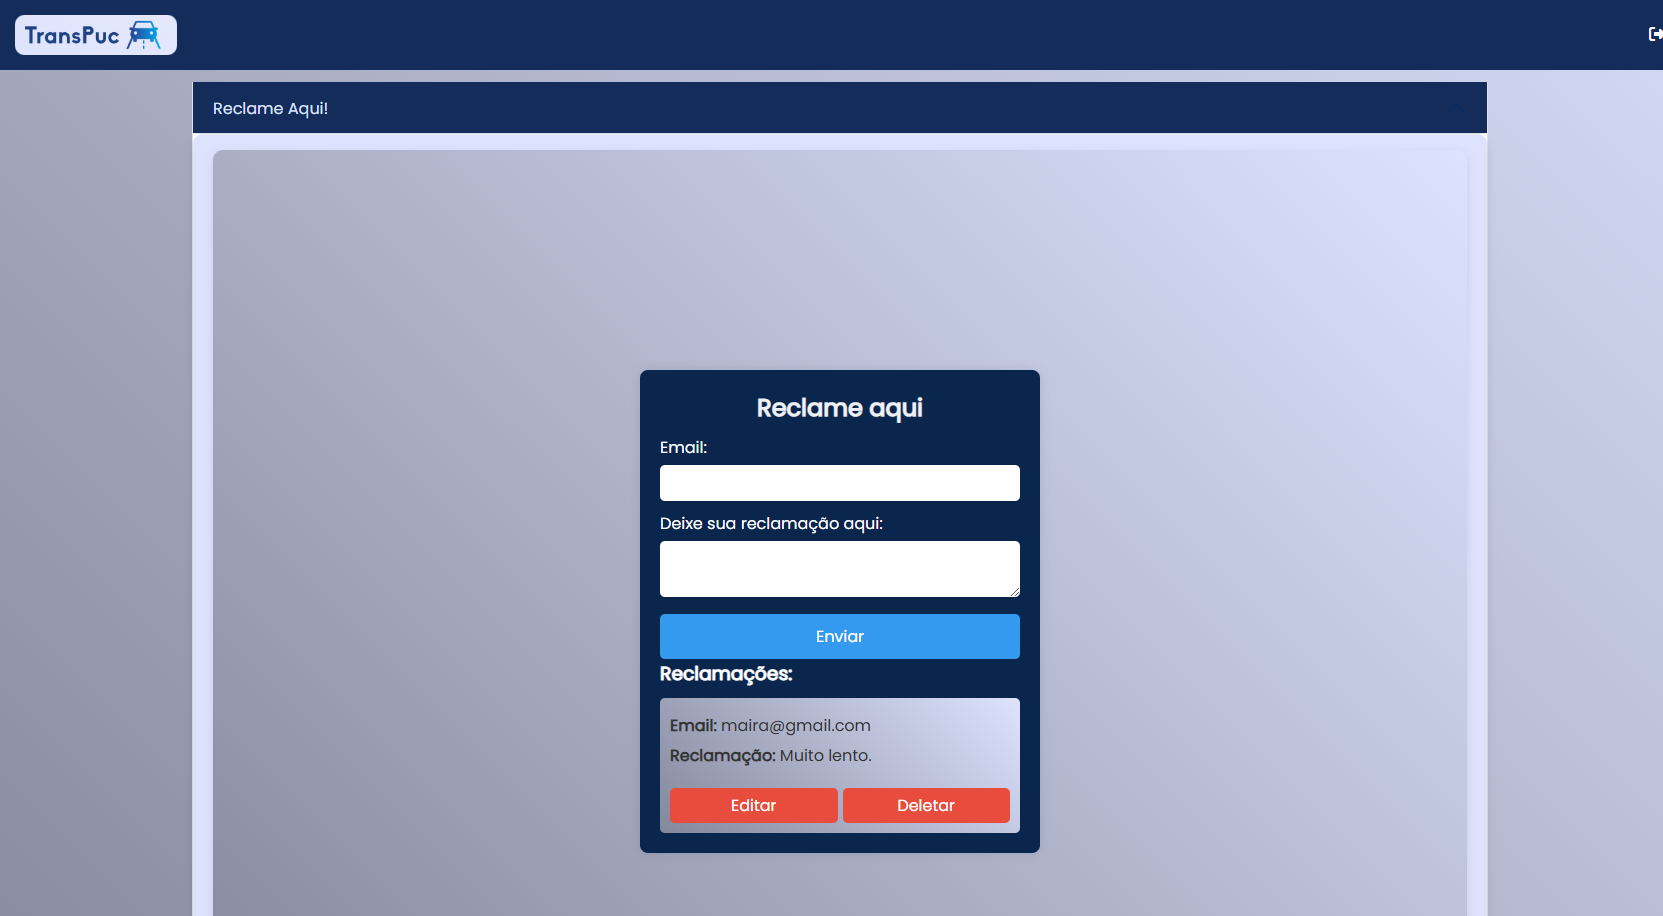 TransPuc
Reclame Aqui!
Reclame aqui
Email:
Deixe sua reclamação aqui:
Enviar
Reclamações:
Email: maira@gmail.com
Reclamação: Muito lento.
Editar Deletar